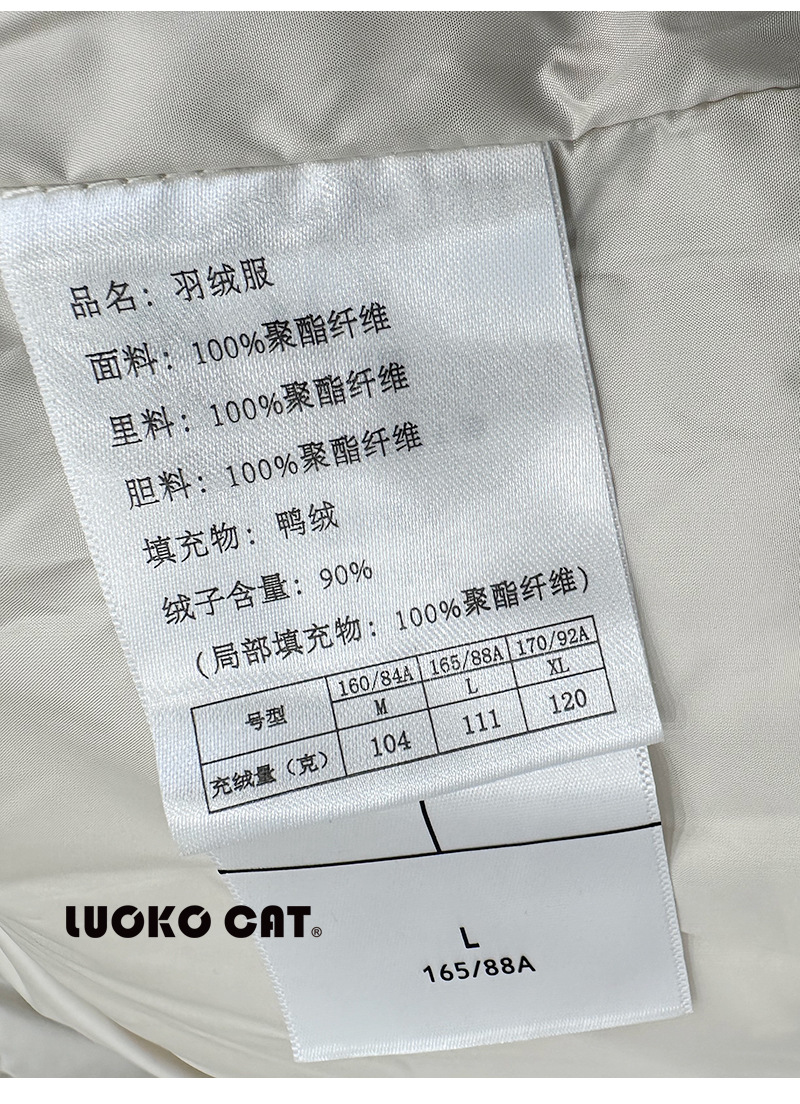 品名：羽绒服
面料：100%聚酯纤维
里料：100%聚酯纤维
胆料：100%聚酯纤维
填充物：鸭绒
绒子含量：90%
(局部填充物：100%聚酯纤维)
号型 160/84A 165/88A 170/92A
M L XL
充绒量（克） 104 111 120
LUOKO CAT®
L
165/88A